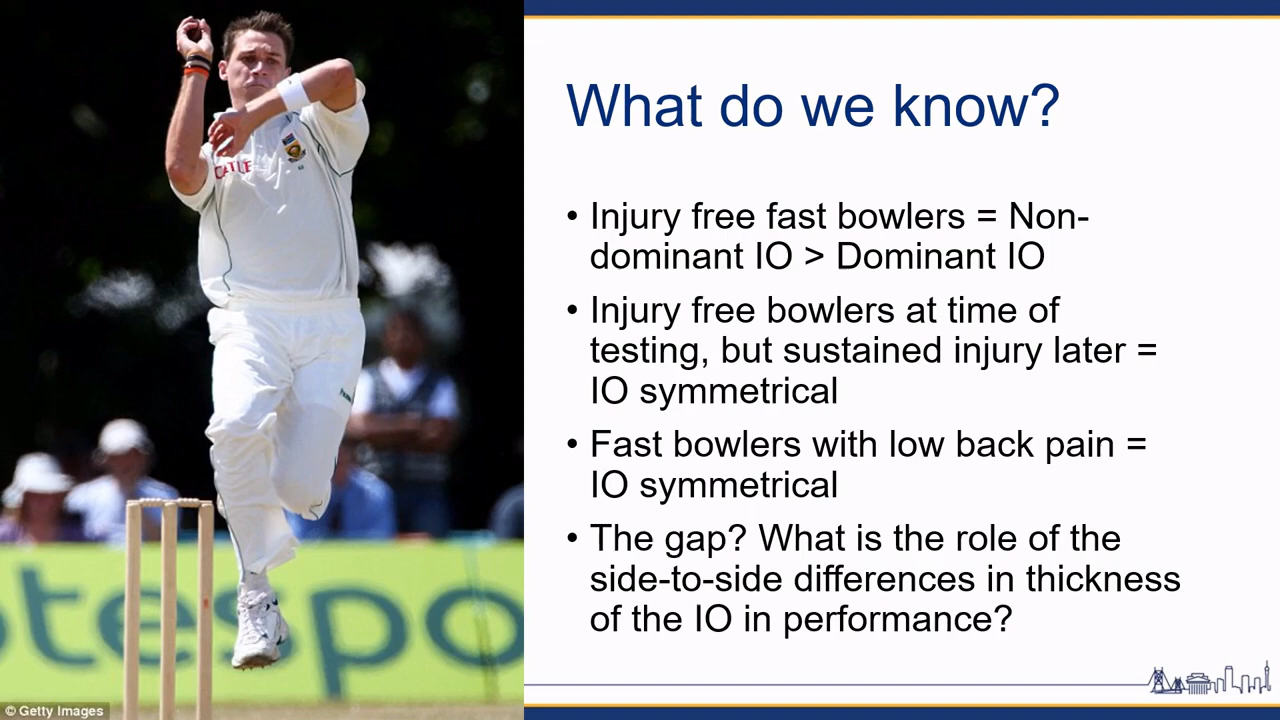 CATLE
otespo
© Getty Images
What do we know?
• Injury free fast bowlers = Non-
dominant IO > Dominant IO
• Injury free bowlers at time of
testing, but sustained injury later =
IO symmetrical
• Fast bowlers with low back pain =
IO symmetrical
• The gap? What is the role of the
side-to-side differences in thickness
of the IO in performance?